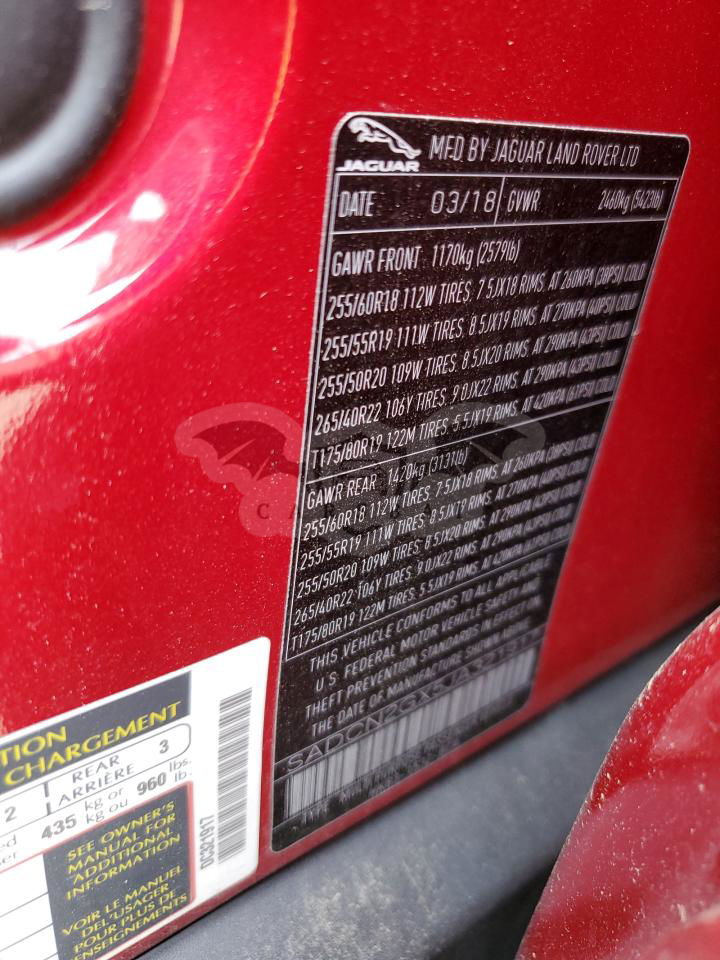 JAGUAR
MFD BY JAGUAR LAND ROVER LTD
DATE 03/18 GVWR 2460kg (5423lb)
GAWR FRONT 1170kg (2579lb)
255/60R18 112W TIRES, 7.5JX18 RIMS, AT 260KPA (38PSI) COLD
255/55R19 111W TIRES, 8.5JX19 RIMS, AT 270KPA (40PSI) COLD
255/50R20 109W TIRES, 8.5JX20 RIMS, AT 290KPA (42PSI) COLD
265/40R22 106Y TIRES, 9.0JX22 RIMS, AT 290KPA (42PSI) COLD
T175/80R19 122M TIRES, 5.5JX19 RIMS, AT 420KPA (61PSI) COLD
GAWR REAR 1420kg (3131lb)
255/60R18 112W TIRES, 7.5JX18 RIMS, AT 260KPA (38PSI) COLD
255/55R19 111W TIRES, 8.5JX19 RIMS, AT 270KPA
255/50R20 109W TIRES, 8.5JX20 RIMS, AT 290KPA (42PSI) COLD
265/40R22 106Y TIRES, 9.0JX22 RIMS, AT 290KPA (42PSI) COLD
T175/80R19 122M TIRES, 5.5JX19 RIMS, AT 420KPA (61PSI) COLD
THIS VEHICLE CONFORMS TO ALL APPLICABLE
U.S. FEDERAL MOTOR VEHICLE SAFETY AND
THEFT PREVENTION STANDARDS IN EFFECT ON
THE DATE OF MANUFACTURE SHOWN ABOVE.
TION
CHARGEMENT
2 REAR 3
ARRIÈRE
435 kg or 960 lbs.
kg ou lb.
SEE OWNER'S
MANUAL FOR
ADDITIONAL
INFORMATION
VOIR LE MANUEL
DEL 'USAGER
POUR PLUS DE
ENSEIGNEMENTS
DC321917